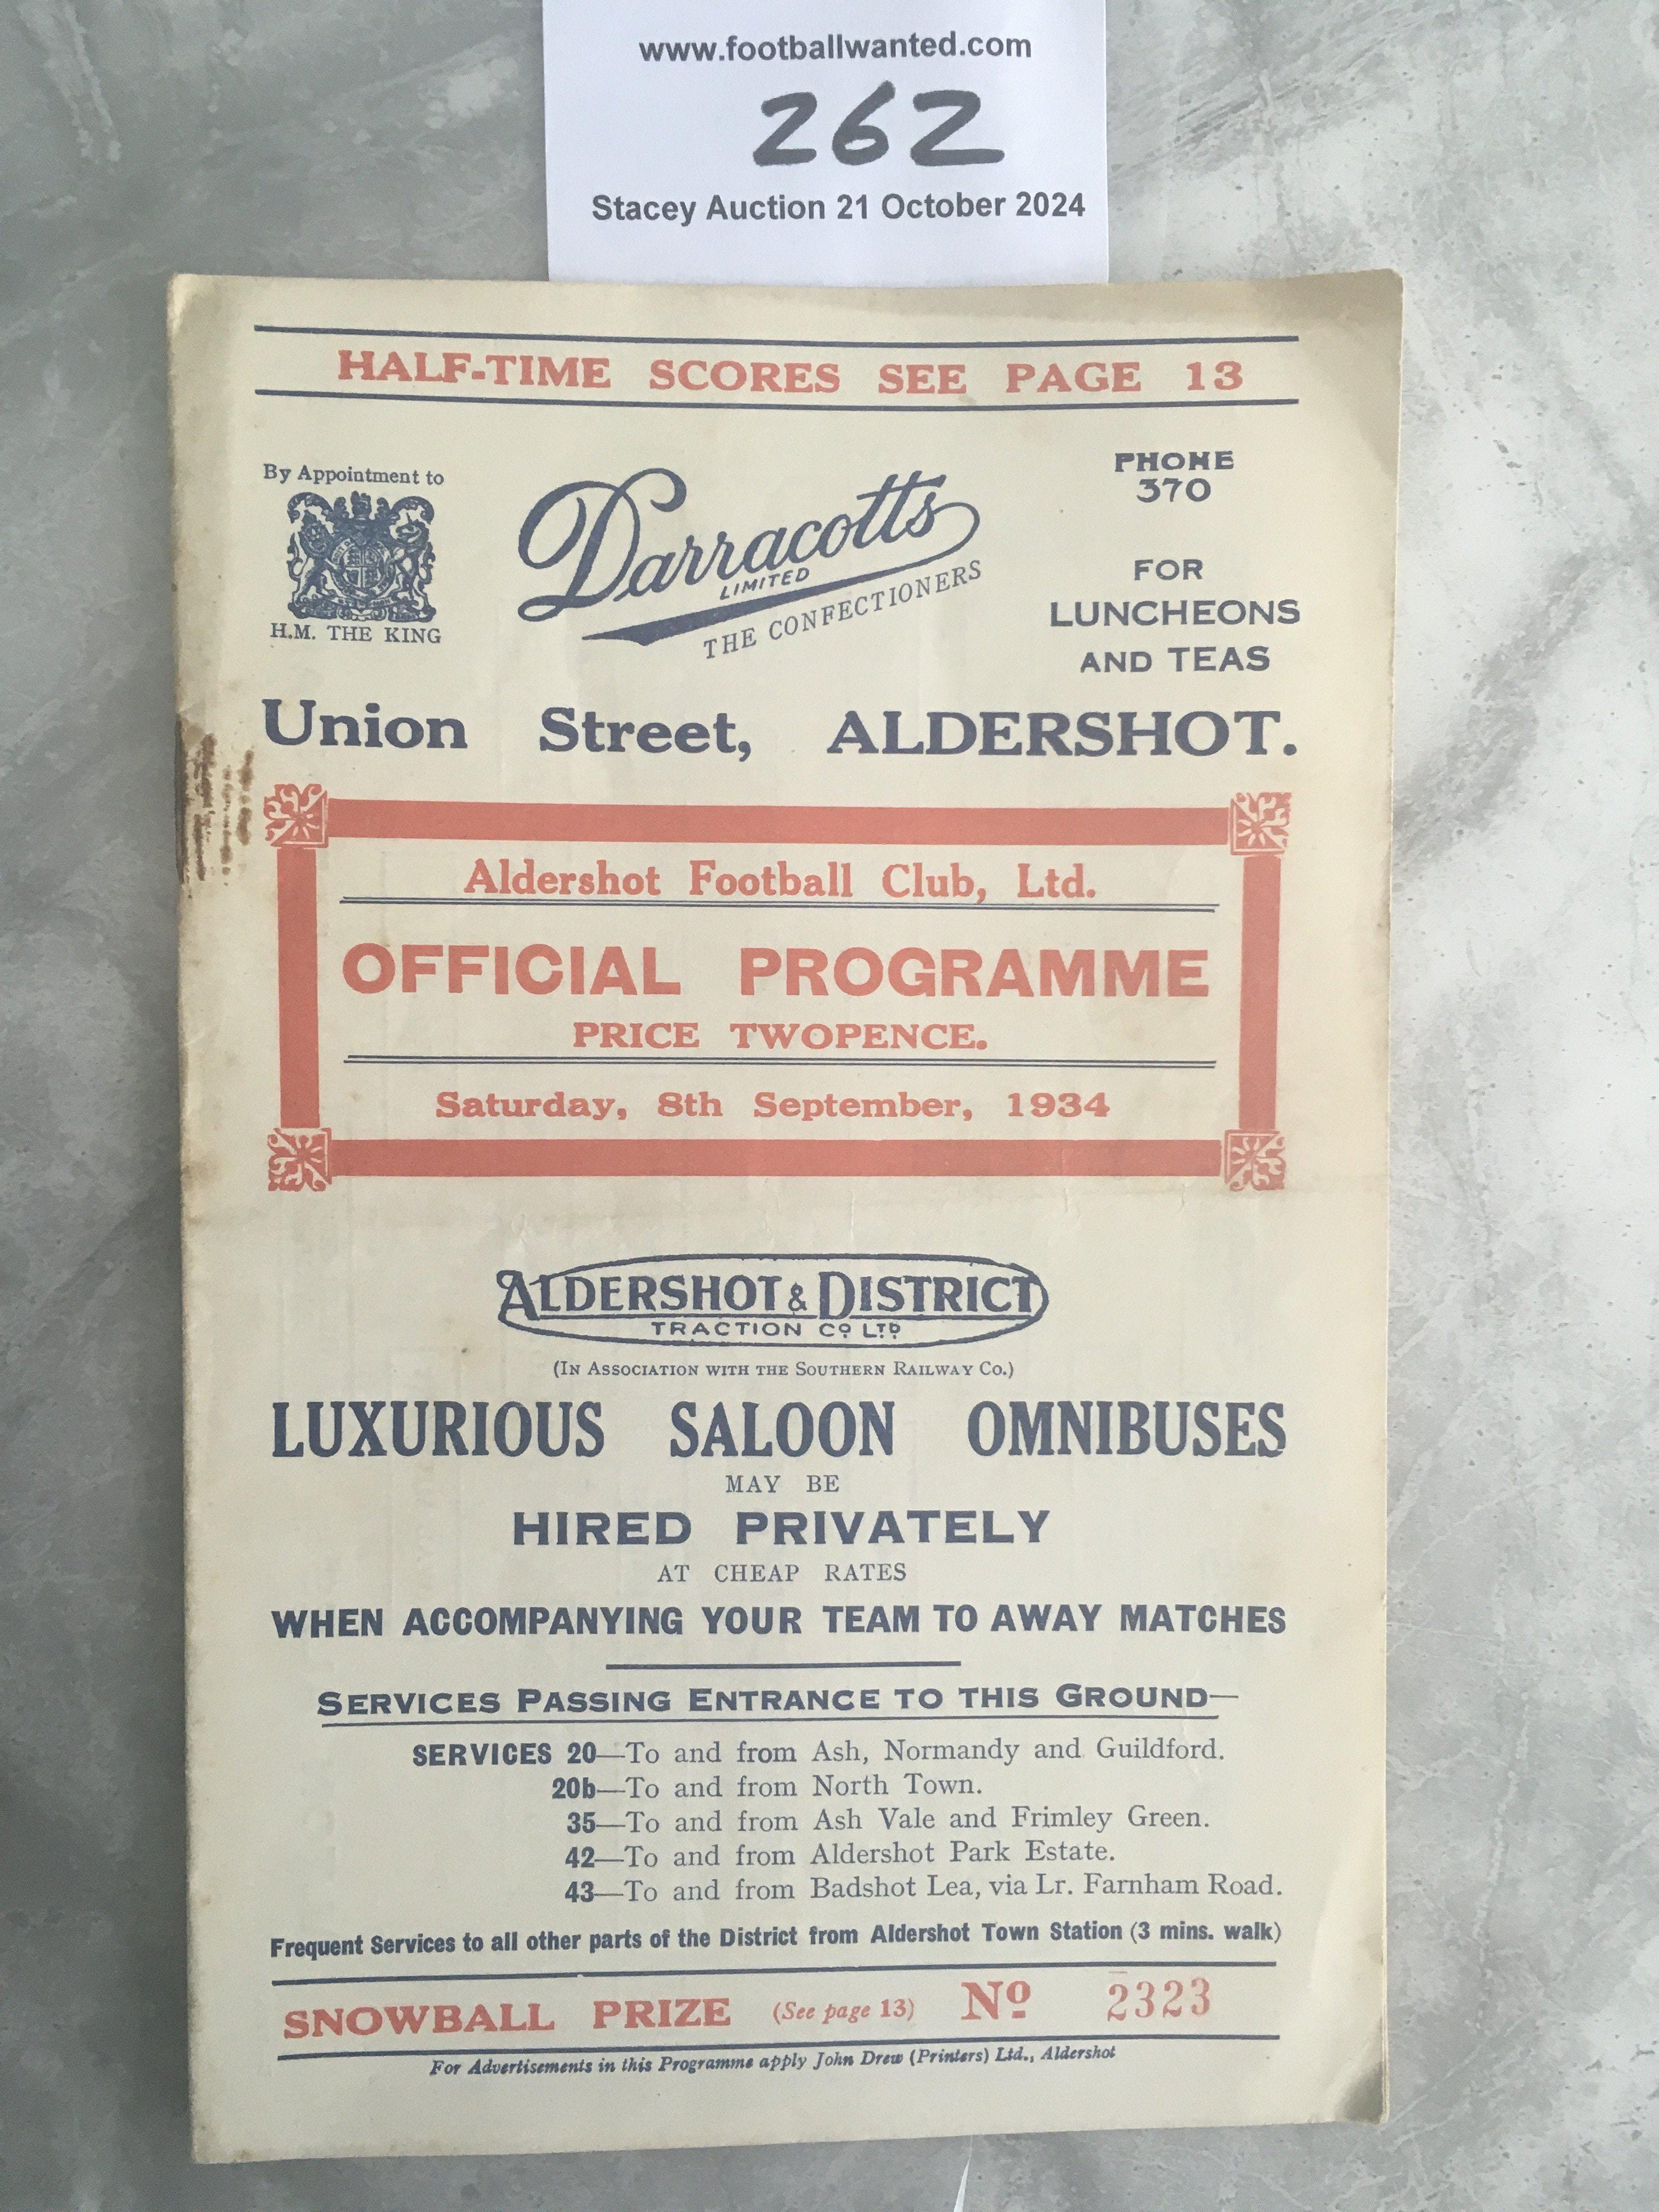 www.footballwanted.com
262
Stacey Auction 21 October 2024
HALF-TIME SCORES SEE PAGE 13
By Appointment to
H.M. THE KING
Darracotts
LIMITED
THE CONFECTIONERS
PHONE
370
FOR
LUNCHEONS
AND TEAS
Union Street, ALDERSHOT.
Aldershot Football Club, Ltd.
OFFICIAL PROGRAMME
PRICE TWOPENCE.
Saturday, 8th September, 1934
ALDERSHOT & DISTRICT
TRACTION CO LTD
(IN ASSOCIATION WITH THE SOUTHERN RAILWAY CO.)
LUXURIOUS SALOON OMNIBUSES
MAY BE
HIRED PRIVATELY
AT CHEAP RATES
WHEN ACCOMPANYING YOUR TEAM TO AWAY MATCHES
SERVICES PASSING ENTRANCE TO THIS GROUND—
SERVICES 20—To and from Ash, Normandy and Guildford.
20b—To and from North Town.
35—To and from Ash Vale and Frimley Green.
42—To and from Aldershot Park Estate.
43—To and from Badshot Lea, via Lr. Farnham Road.
Frequent Services to all other parts of the District from Aldershot Town Station (3 mins. walk)
SNOWBALL PRIZE (See page 13) Nº 2323
For Advertisements in this Programme apply John Drew (Printers) Ltd., Aldershot